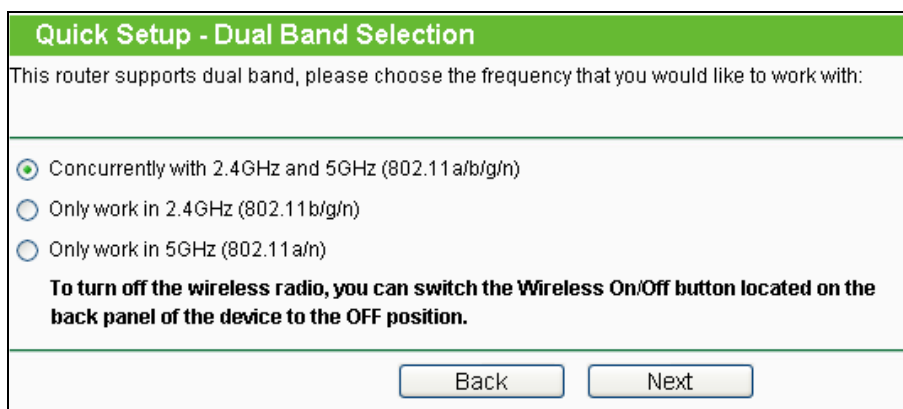 Quick Setup - Dual Band Selection
This router supports dual band, please choose the frequency that you would like to work with:
Concurrently with 2.4GHz and 5GHz (802.11a/b/g/n)
Only work in 2.4GHz (802.11b/g/n)
Only work in 5GHz (802.11a/n)
To turn off the wireless radio, you can switch the Wireless On/Off button located on the
back panel of the device to the OFF position.
Back Next